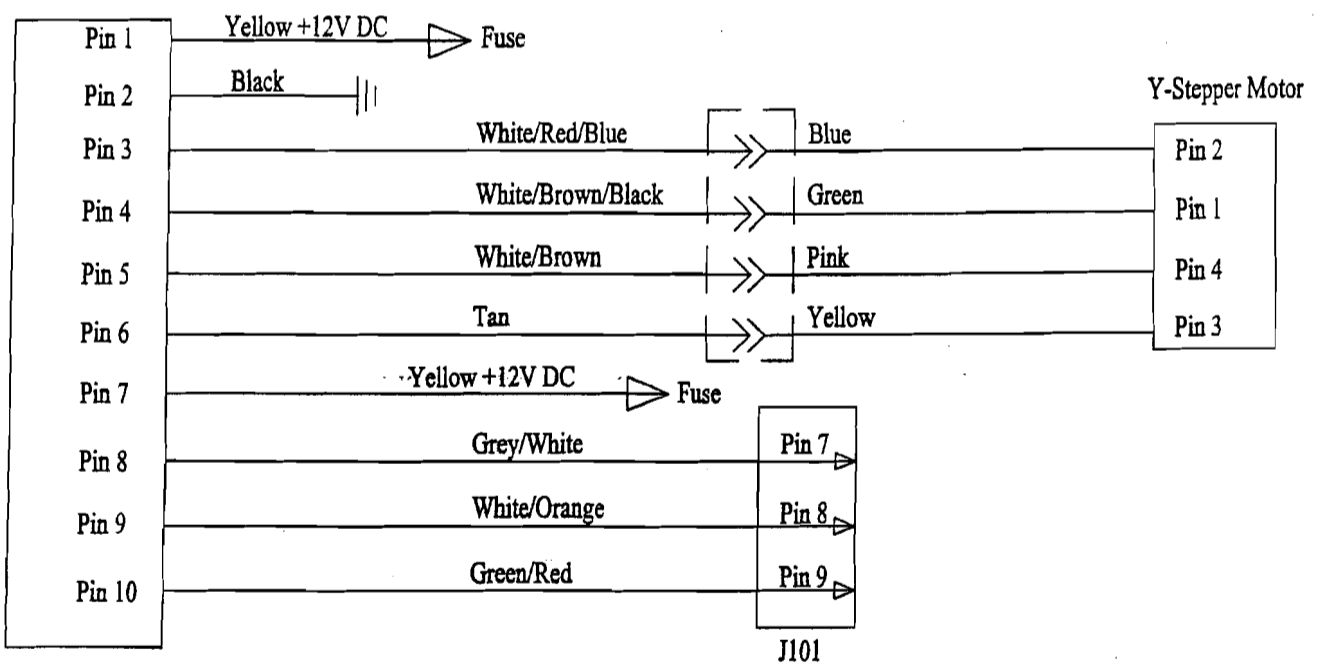 Pin 1 Yellow +12V DC Fuse
Pin 2 Black
Y-Stepper Motor
Pin 3 White/Red/Blue Blue Pin 2
Pin 4 White/Brown/Black Green Pin 1
Pin 5 White/Brown Pink Pin 4
Pin 6 Tan Yellow Pin 3
Pin 7 Yellow +12V DC Fuse
Pin 8 Grey/White Pin 7
Pin 9 White/Orange Pin 8
Pin 10 Green/Red Pin 9
J101